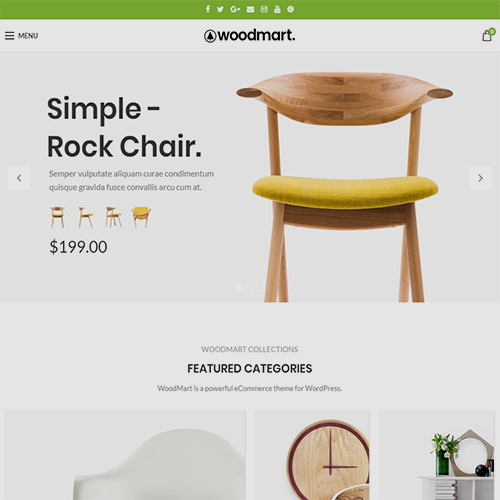 MENU
woodmart.
0
Simple -
Rock Chair.
Semper vulputate aliquam curae condimentum
quisque gravida fusce convallis arcu cum at.
$199.00
WOODMART COLLECTIONS
FEATURED CATEGORIES
WoodMart is a powerful eCommerce theme for WordPress.